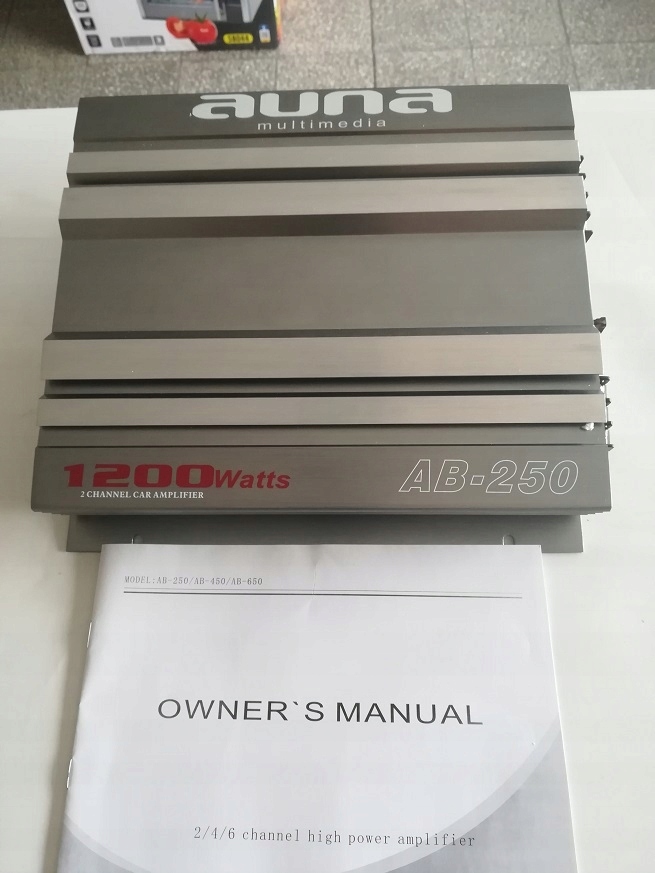 SB044
auna
multimedia
1200Watts
2 CHANNEL CAR AMPLIFIER
AB-250
MODEL:AB-250/AB-450/AB-650
OWNER`S MANUAL
2/4/6 channel high power amplifier